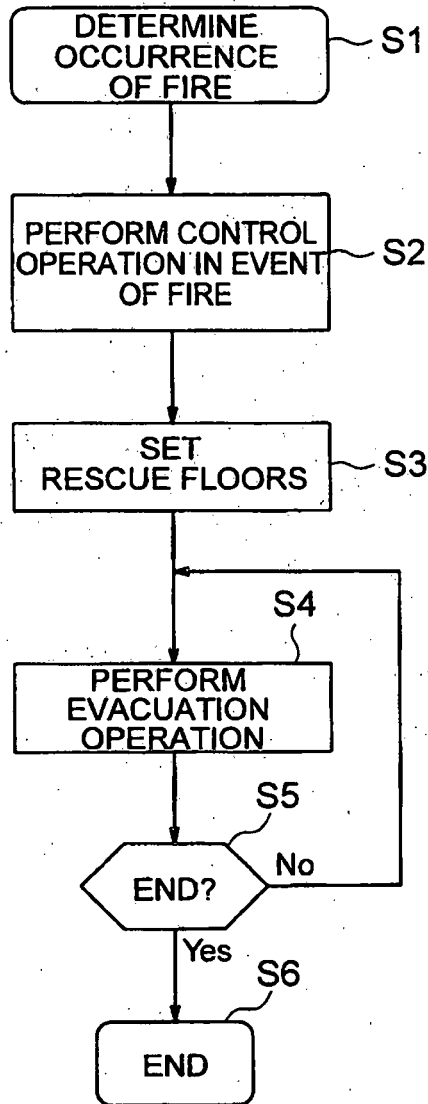 DETERMINE
OCCURRENCE
OF FIRE
S1
PERFORM CONTROL
OPERATION IN EVENT
OF FIRE
S2
SET
RESCUE FLOORS
S3
S4
PERFORM
EVACUATION
OPERATION
S5
END?
No
Yes
S6
END